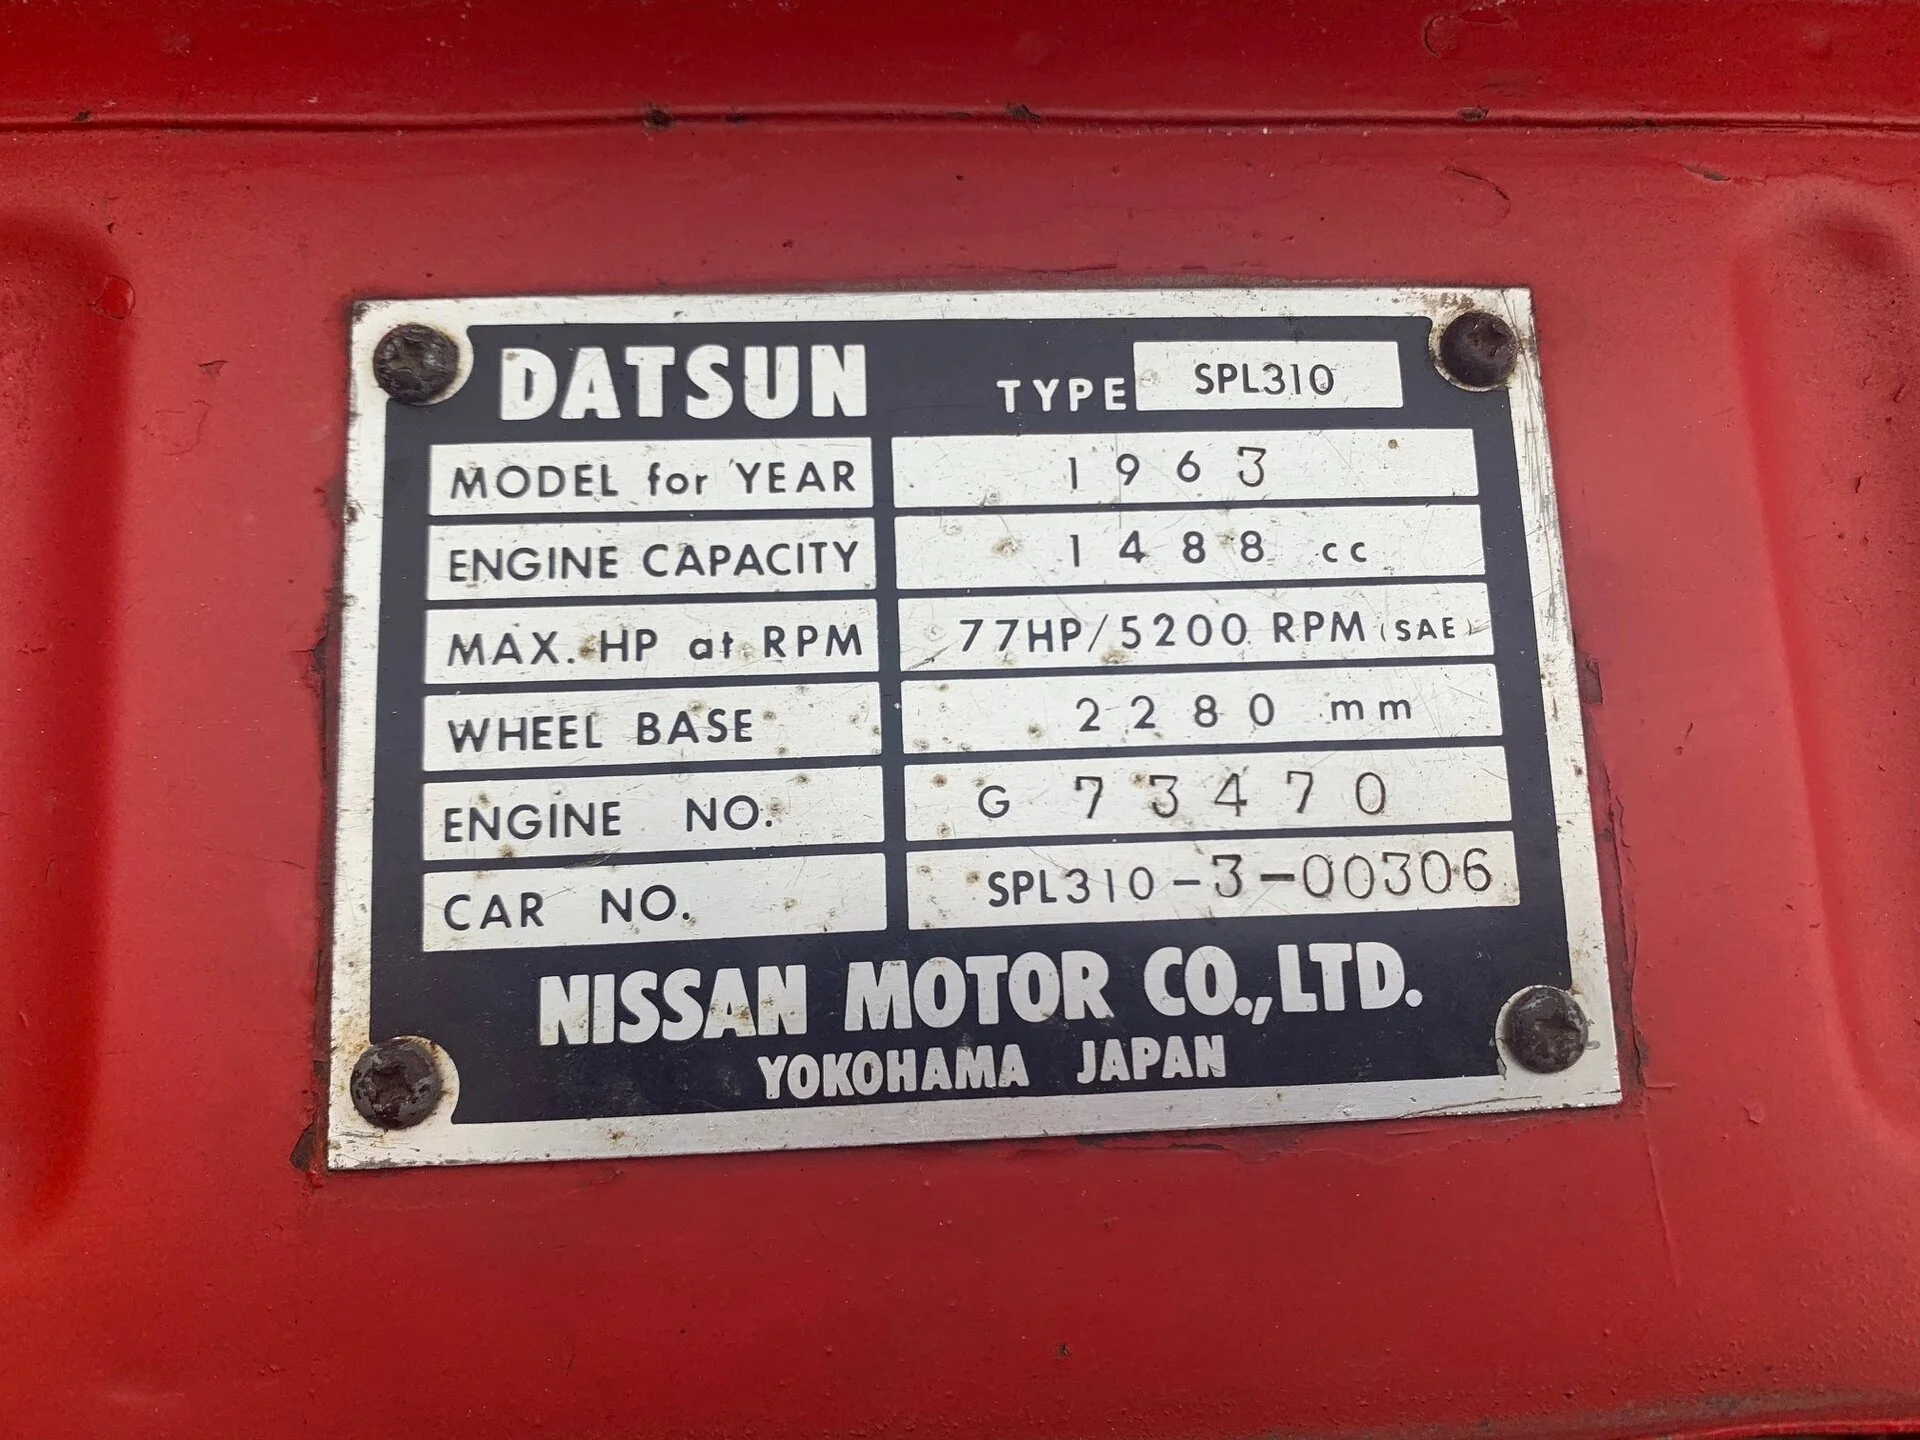 DATSUN TYPE SPL310
MODEL for YEAR 1963
ENGINE CAPACITY 1488 cc
MAX. HP at RPM 77HP/5200 RPM (SAE)
WHEEL BASE 2280 mm
ENGINE NO. G 73470
CAR NO. SPL310-3-00306
NISSAN MOTOR CO., LTD.
YOKOHAMA JAPAN